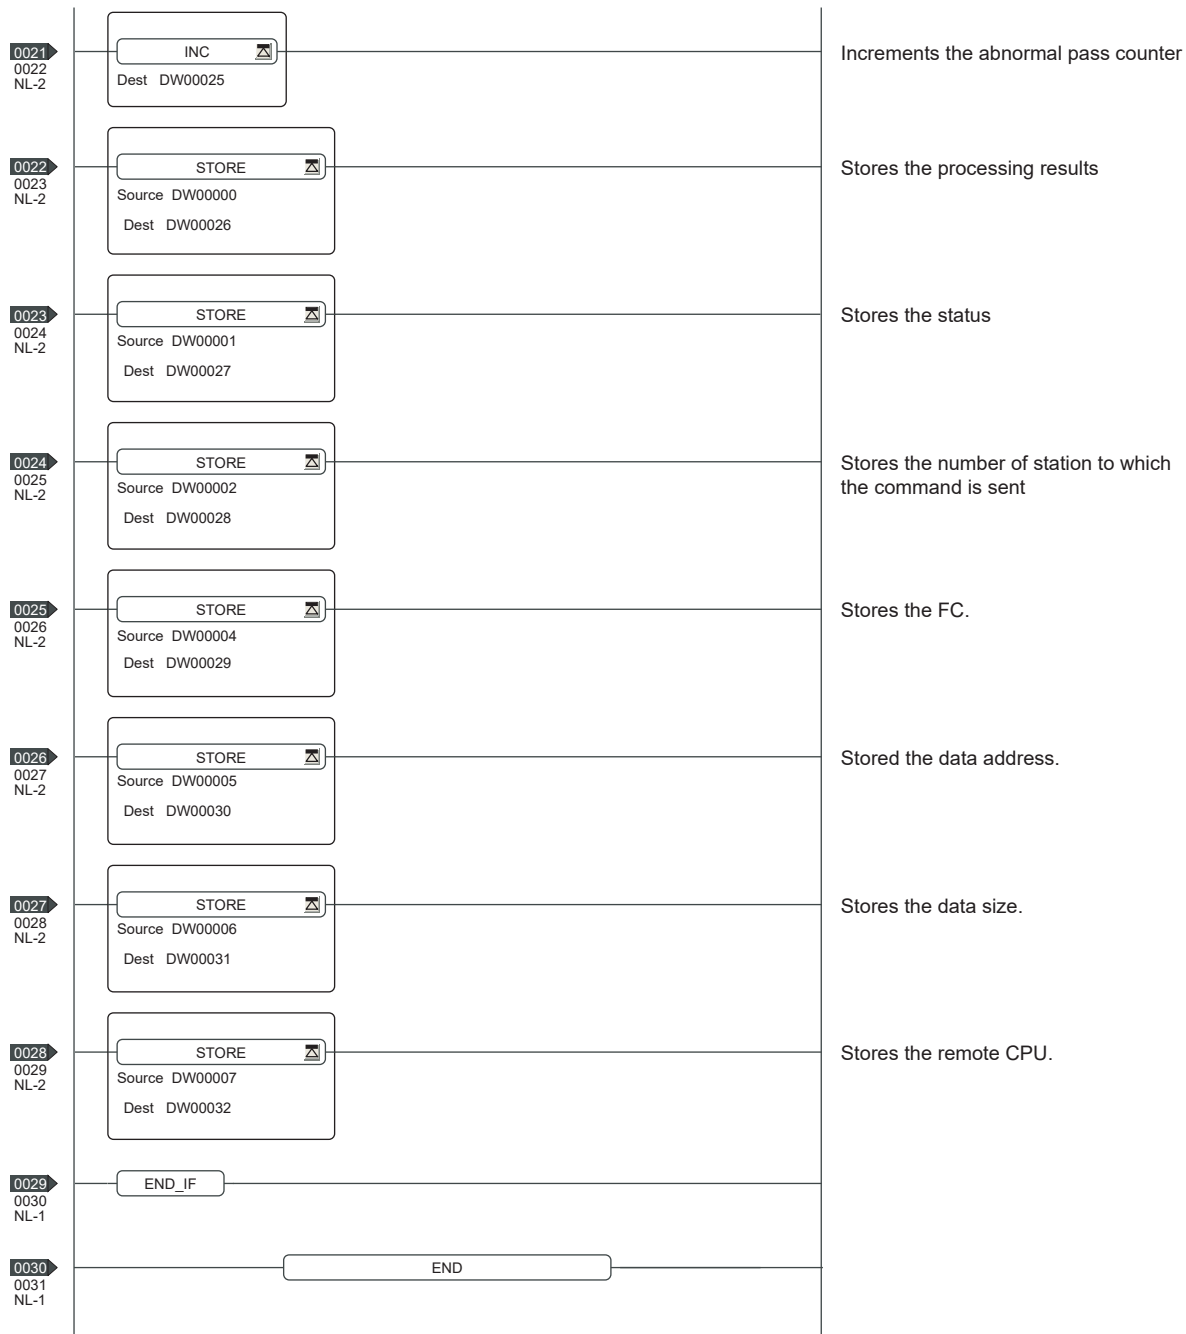 0021
0022
NL-2
INC
Dest DW00025
Increments the abnormal pass counter
0022
0023
NL-2
STORE
Source DW00000
Dest DW00026
Stores the processing results
0023
0024
NL-2
STORE
Source DW00001
Dest DW00027
Stores the status
0024
0025
NL-2
STORE
Source DW00002
Dest DW00028
Stores the number of station to which
the command is sent
0025
0026
NL-2
STORE
Source DW00004
Dest DW00029
Stores the FC.
0026
0027
NL-2
STORE
Source DW00005
Dest DW00030
Stored the data address.
0027
0028
NL-2
STORE
Source DW00006
Dest DW00031
Stores the data size.
0028
0029
NL-2
STORE
Source DW00007
Dest DW00032
Stores the remote CPU.
0029
0030
NL-1
END_IF
0030
0031
NL-1
END